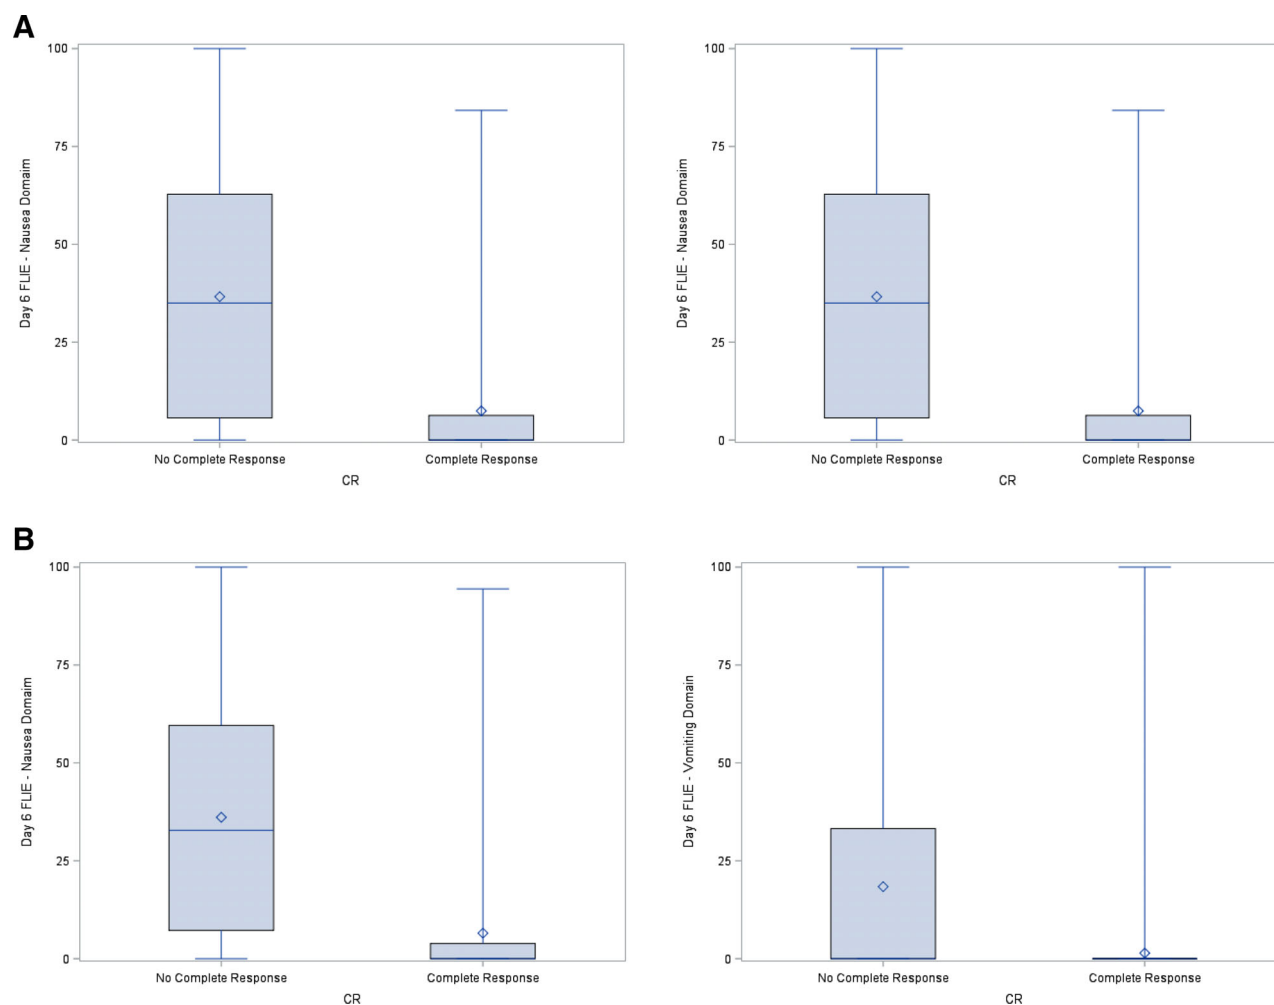 A
100
75
50
25
0
Day 6 FLIE - Nausea Domaim
No Complete Response
Complete Response
CR
100
75
50
25
0
Day 6 FLIE - Nausea Domaim
No Complete Response
Complete Response
CR
B
100
75
50
25
0
Day 6 FLIE - Nausea Domaim
No Complete Response
Complete Response
CR
100
75
50
25
0
Day 6 FLIE - Vomiting Domain
No Complete Response
Complete Response
CR